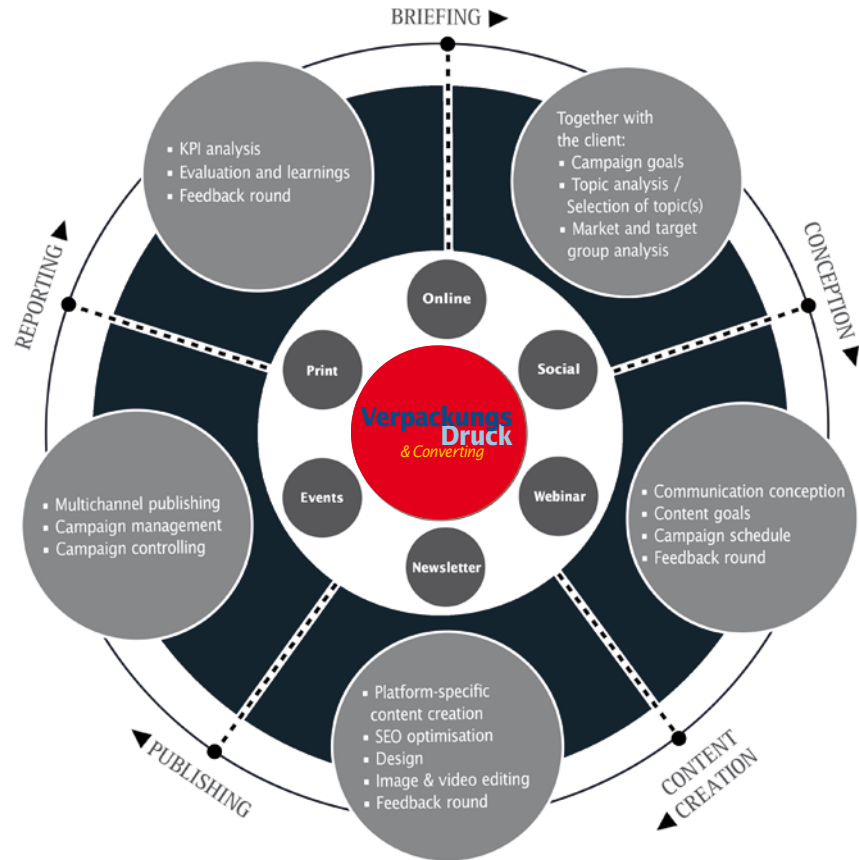 BRIEFING ▶
Together with
the client:
▪ Campaign goals
▪ Topic analysis /
Selection of topic(s)
▪ Market and target
group analysis
CONCEPTION ▶
▪ Communication conception
▪ Content goals
▪ Campaign schedule
▪ Feedback round
CONTENT
CREATION ▶
▪ Platform-specific
content creation
▪ SEO optimisation
▪ Design
▪ Image & video editing
▪ Feedback round
◀ PUBLISHING
▪ Multichannel publishing
▪ Campaign management
▪ Campaign controlling
REPORTING ▶
▪ KPI analysis
▪ Evaluation and learnings
▪ Feedback round
Online
Social
Webinar
Newsletter
Events
Print
Verpackungs
Druck
& Converting